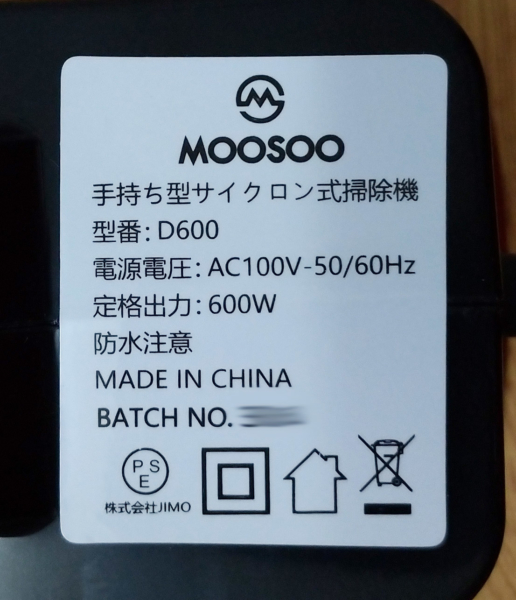 MOOSOO
手持ち型サイクロン式掃除機
型番: D600
電源電圧: AC100V-50/60Hz
定格出力: 600W
防水注意
MADE IN CHINA
BATCH NO.
PSE
株式会社JIMO